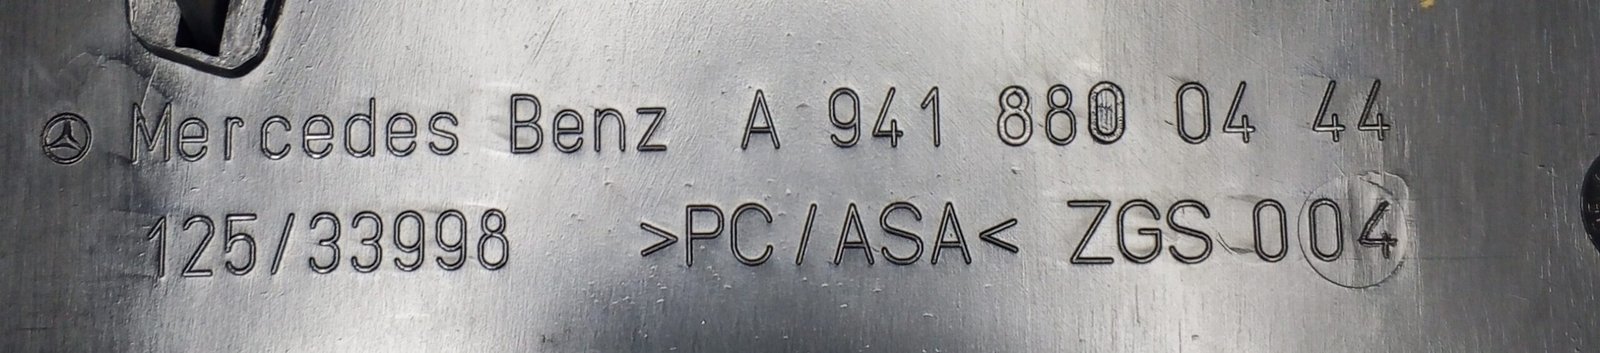 Mercedes Benz A 941 880 04 44
125/33998 >PC/ASA< ZGS 004